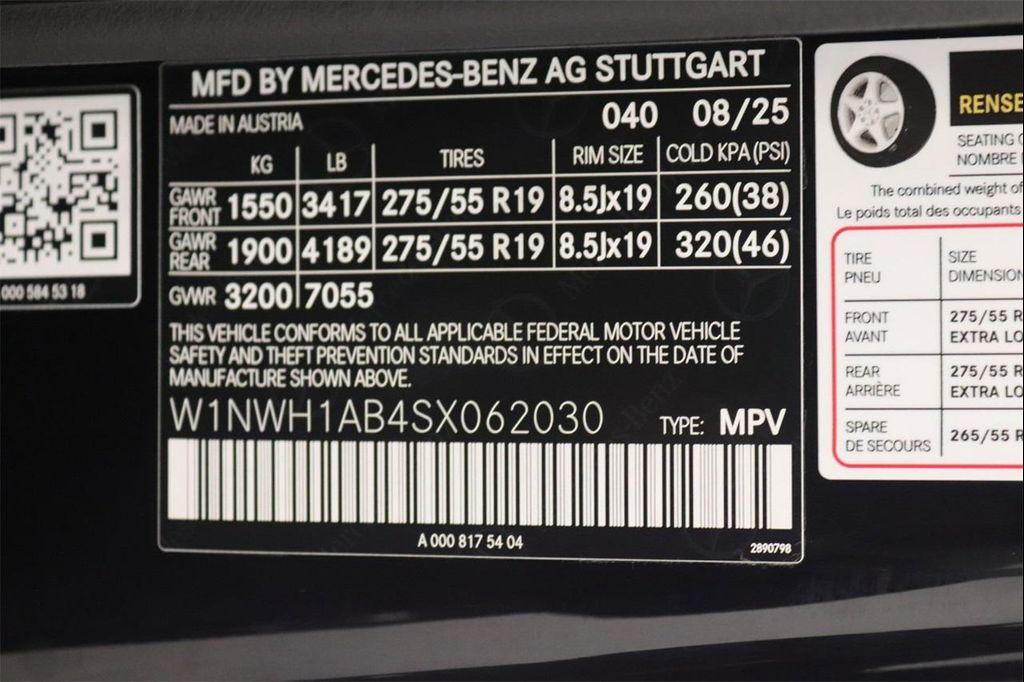 MFD BY MERCEDES-BENZ AG STUTTGART
MADE IN AUSTRIA 040 08/25
KG LB TIRES RIM SIZE COLD KPA (PSI)
GAWR FRONT 1550 3417 275/55 R19 8.5Jx19 260(38)
GAWR REAR 1900 4189 275/55 R19 8.5Jx19 320(46)
GVWR 3200 7055
THIS VEHICLE CONFORMS TO ALL APPLICABLE FEDERAL MOTOR VEHICLE
SAFETY AND THEFT PREVENTION STANDARDS IN EFFECT ON THE DATE OF
MANUFACTURE SHOWN ABOVE.
W1NWH1AB4SX062030 TYPE: MPV
A 000 817 54 04
2890798
000 584 53 18
RENSE
SEATING
NOMBRE
The combined weight of
Le poids total des occupants
TIRE SIZE
PNEU DIMENSION
FRONT 275/55 R
AVANT EXTRA LO
REAR 275/55 R
ARRIÈRE EXTRA LO
SPARE
DE SECOURS 265/55 R